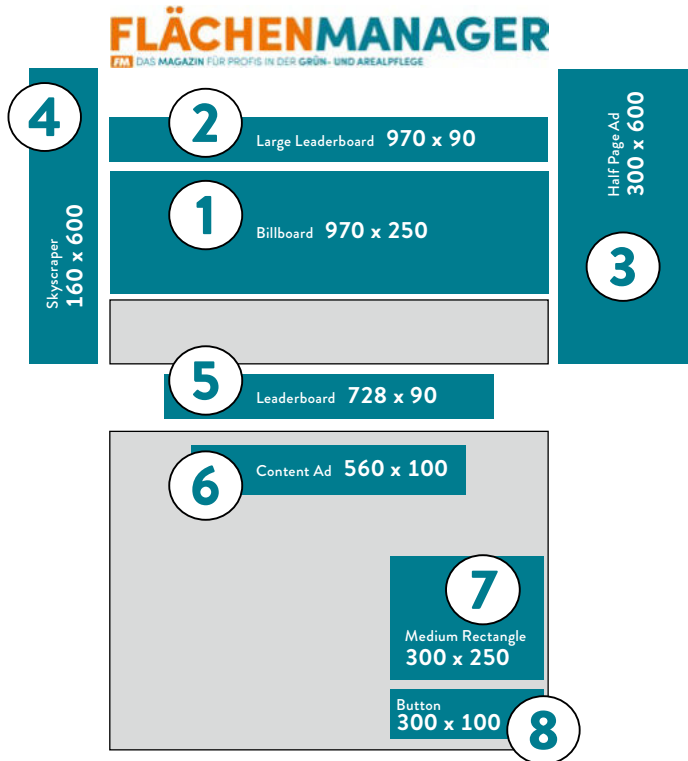 FLÄCHENMANAGER
FM DAS MAGAZIN FÜR PROFIS IN DER GRÜN- UND AREALPFLEGE
4
Skyscraper
160 x 600
2
Large Leaderboard 970 x 90
1
Billboard 970 x 250
Half Page Ad
300 x 600
3
5
Leaderboard 728 x 90
6
Content Ad 560 x 100
7
Medium Rectangle
300 x 250
Button
300 x 100
8